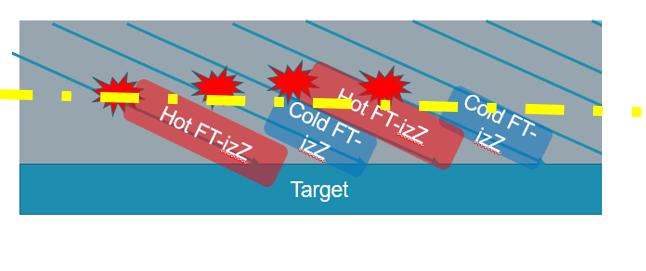 Hot FT-izZ
Cold FT-
izZ
Hot FT-izZ
Cold FT-
izZ
Target